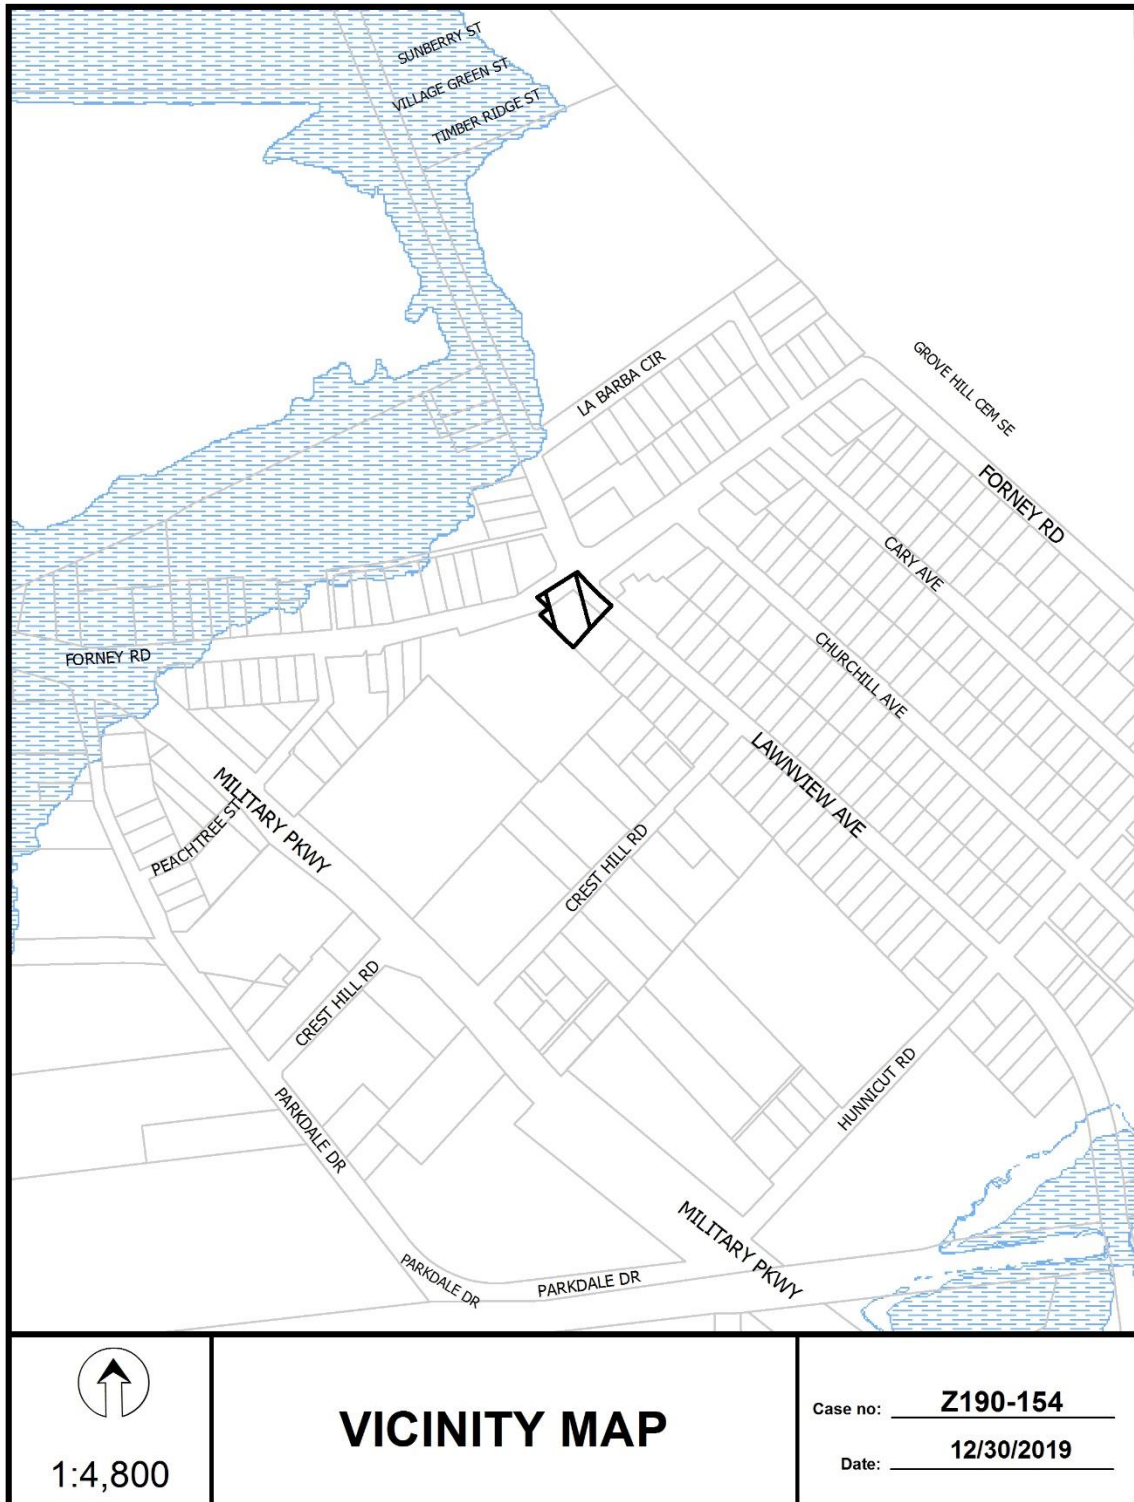 SUNBERRY ST
VILLAGE GREEN ST
TIMBER RIDGE ST
LA BARBA CIR
GROVE HILL CEM SE
FORNEY RD
CARY AVE
CHURCHILL AVE
FORNEY RD
LAWNVIEW AVE
MILITARY PKWY
PEACHTREE ST
CREST HILL RD
CREST HILL RD
HUNNICUT RD
PARKDALE DR
MILITARY PKWY
PARKDALE DR
PARKDALE DR
1:4,800
VICINITY MAP
Case no: Z190-154
Date: 12/30/2019